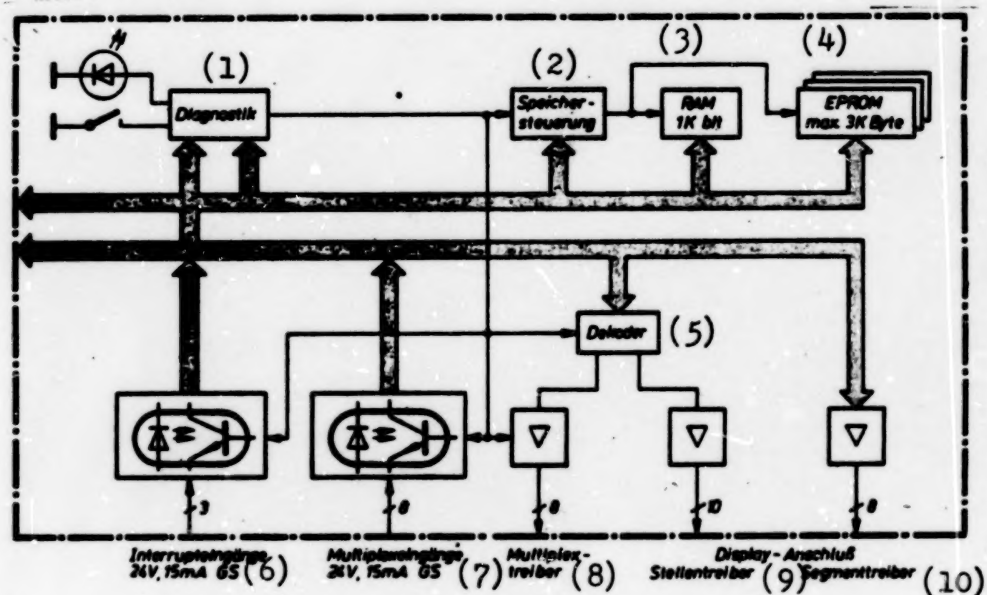 (1)
Diagnostik
(2)
Speicher-
steuerung
(3)
RAM
1K bit
(4)
EPROM
max. 3K Byte
Dekoder
(5)
3
8
8
10
8
Interrupteingänge,
24V, 15mA GS (6)
Multiplexeingänge,
24V, 15mA GS (7)
Multiplex-
treiber (8)
Display-Anschluß
Stellentreiber (9) Segmenttreiber (10)